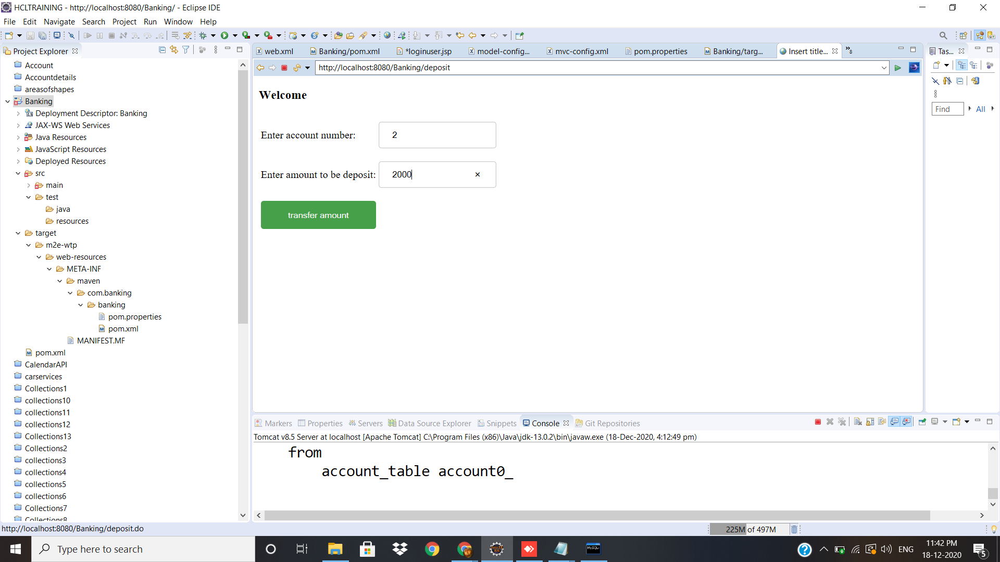 HCLTRAINING - http://localhost:8080/Banking/ - Eclipse IDE
File Edit Navigate Search Project Run Window Help
Project Explorer
Account
Accountdetails
areasofshapes
Banking
Deployment Descriptor: Banking
JAX-WS Web Services
Java Resources
JavaScript Resources
Deployed Resources
src
main
test
java
resources
target
m2e-wtp
web-resources
META-INF
maven
com.banking
banking
pom.properties
pom.xml
MANIFEST.MF
pom.xml
CalendarAPI
carservices
Collections1
collections10
collections11
collections12
Collections13
Collections2
collections3
collections4
collections5
collections6
Collections7
Collections8
web.xml Banking/pom.xml *loginuser.jsp model-config... mvc-config.xml pom.properties Banking/targ... Insert title... »8
http://localhost:8080/Banking/deposit
Welcome
Enter account number: 2
Enter amount to be deposit: 2000
transfer amount
Tas...
Find All
Markers Properties Servers Data Source Explorer Snippets Console Git Repositories
Tomcat v8.5 Server at localhost [Apache Tomcat] C:\Program Files (x86)\Java\jdk-13.0.2\bin\javaw.exe (18-Dec-2020, 4:12:49 pm)
from
account_table account0_
http://localhost:8080/Banking/deposit.do
225M of 497M
Type here to search
ENG
11:42 PM
18-12-2020
5